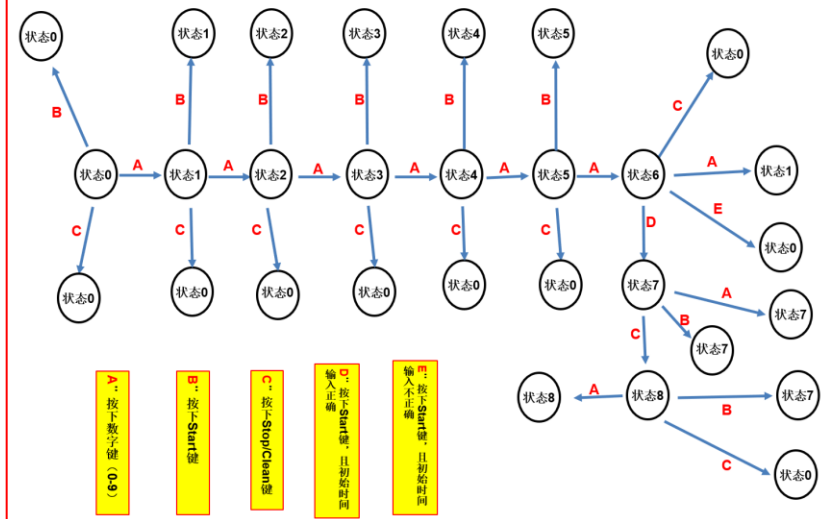 状态0
状态1
状态2
状态3
状态4
状态5
状态0
B
B
B
B
B
B
C
状态0
A
状态1
A
状态2
A
状态3
A
状态4
A
状态5
A
状态6
A
状态1
C
C
C
C
C
C
D
E
状态0
状态0
状态0
状态0
状态0
状态0
状态0
状态7
A
状态7
B
状态7
C
状态8
A
状态8
B
状态7
C
状态0
A：按下数字键（0-9）
B：按下Start键
C：按下Stop/Clean键
D：按下Start键，且初始时间
输入正确
E：按下Start键，且初始时间
输入不正确